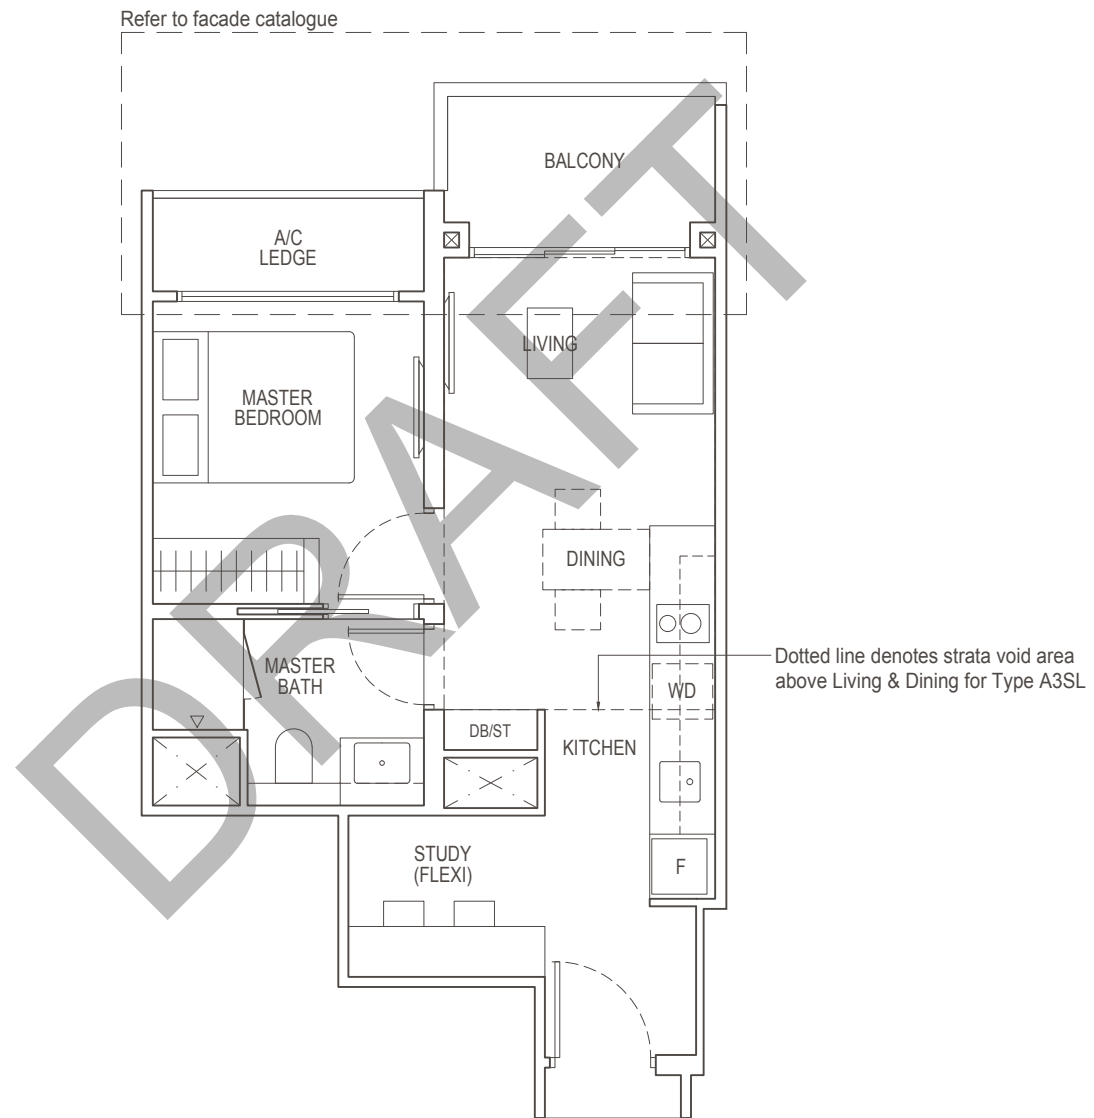 Refer to facade catalogue
BALCONY
A/C
LEDGE
LIVING
MASTER
BEDROOM
DINING
MASTER
BATH
Dotted line denotes strata void area
above Living & Dining for Type A3SL
WD
DB/ST
KITCHEN
STUDY
(FLEXI)
F
DRAFT